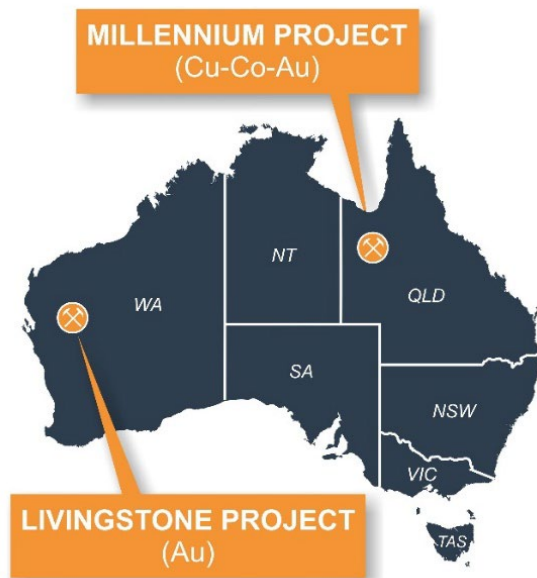 MILLENNIUM PROJECT
(Cu-Co-Au)
NT
WA
QLD
SA
NSW
VIC
TAS
LIVINGSTONE PROJECT
(Au)